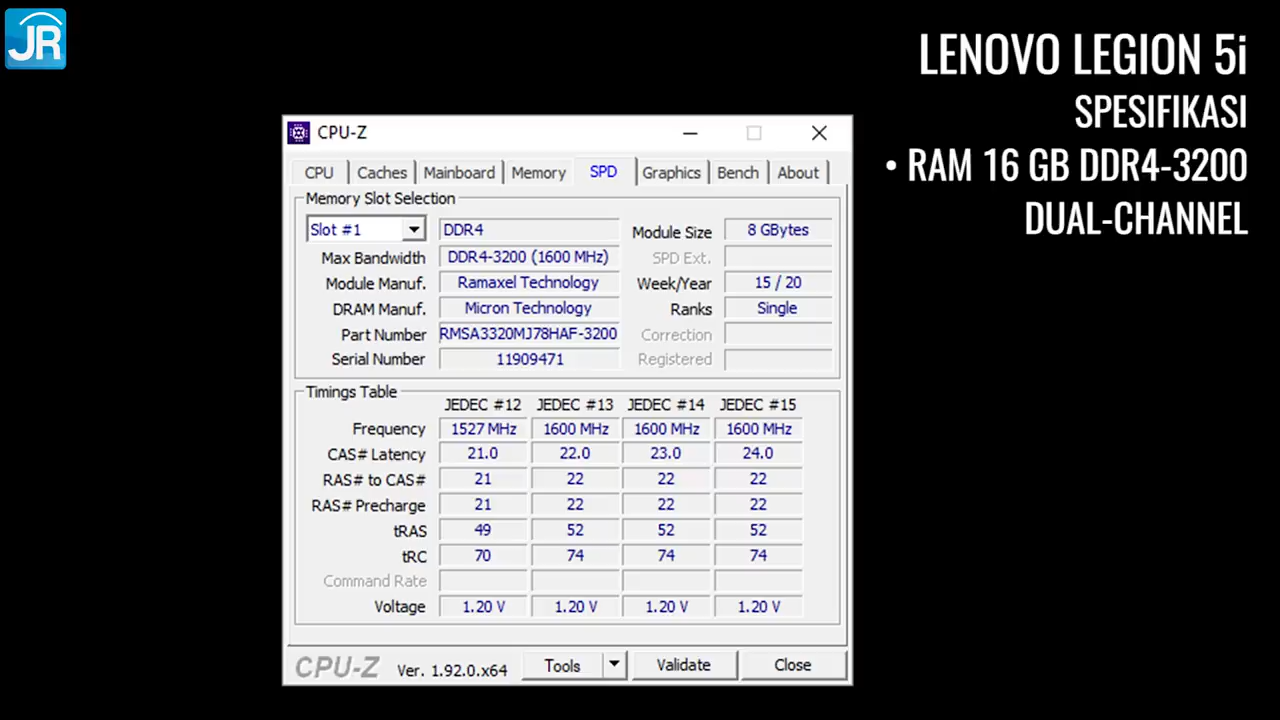 JR
LENOVO LEGION 5i
SPESIFIKASI
• RAM 16 GB DDR4-3200
DUAL-CHANNEL
CPU-Z
CPU Caches Mainboard Memory SPD Graphics Bench About
Memory Slot Selection
Slot #1 DDR4 Module Size 8 GBytes
Max Bandwidth DDR4-3200 (1600 MHz) SPD Ext.
Module Manuf. Ramaxel Technology Week/Year 15 / 20
DRAM Manuf. Micron Technology Ranks Single
Part Number RMSA3320MJ78HAF-3200 Correction
Serial Number 11909471 Registered
Timings Table
JEDEC #12 JEDEC #13 JEDEC #14 JEDEC #15
Frequency 1527 MHz 1600 MHz 1600 MHz 1600 MHz
CAS# Latency 21.0 22.0 23.0 24.0
RAS# to CAS# 21 22 22 22
RAS# Precharge 21 22 22 22
tRAS 49 52 52 52
tRC 70 74 74 74
Command Rate
Voltage 1.20 V 1.20 V 1.20 V 1.20 V
CPU-Z Ver. 1.92.0.x64 Tools Validate Close